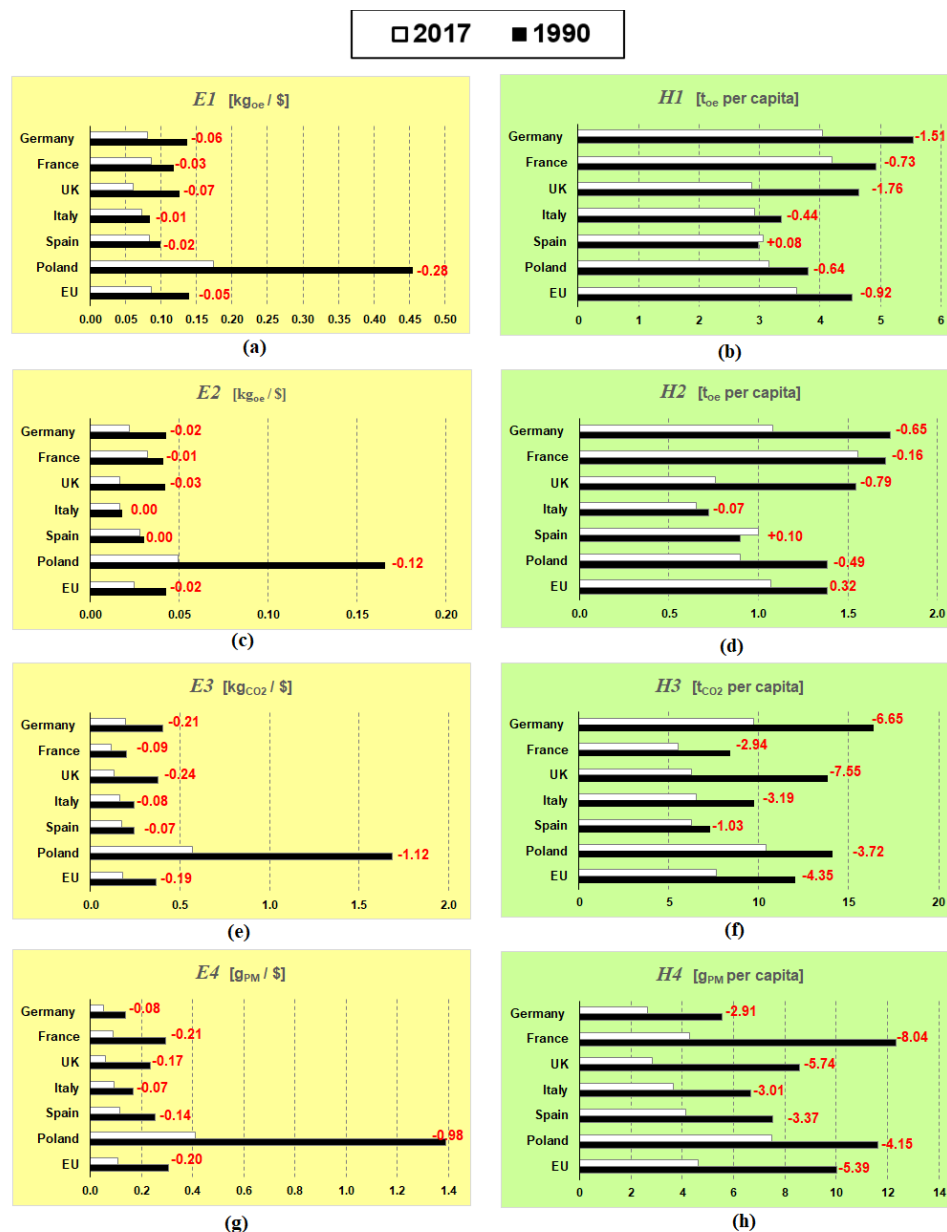 2017 1990
E1 [kgoe / $]
Germany -0.06
France -0.03
UK -0.07
Italy -0.01
Spain -0.02
Poland -0.28
EU -0.05
0.00 0.05 0.10 0.15 0.20 0.25 0.30 0.35 0.40 0.45 0.50
(a)
H1 [toe per capita]
Germany -1.51
France -0.73
UK -1.76
Italy -0.44
Spain +0.08
Poland -0.64
EU -0.92
0 1 2 3 4 5 6
(b)
E2 [kgoe / $]
Germany -0.02
France -0.01
UK -0.03
Italy 0.00
Spain 0.00
Poland -0.12
EU -0.02
0.00 0.05 0.10 0.15 0.20
(c)
H2 [toe per capita]
Germany -0.65
France -0.16
UK -0.79
Italy -0.07
Spain +0.10
Poland -0.49
EU 0.32
0.0 0.5 1.0 1.5 2.0
(d)
E3 [kgCO2 / $]
Germany -0.21
France -0.09
UK -0.24
Italy -0.08
Spain -0.07
Poland -1.12
EU -0.19
0.0 0.5 1.0 1.5 2.0
(e)
H3 [tCO2 per capita]
Germany -6.65
France -2.94
UK -7.55
Italy -3.19
Spain -1.03
Poland -3.72
EU -4.35
0 5 10 15 20
(f)
E4 [gPM / $]
Germany -0.08
France -0.21
UK -0.17
Italy -0.07
Spain -0.14
Poland -0.98
EU -0.20
0.0 0.2 0.4 0.6 0.8 1.0 1.2 1.4
(g)
H4 [gPM per capita]
Germany -2.91
France -8.04
UK -5.74
Italy -3.01
Spain -3.37
Poland -4.15
EU -5.39
0 2 4 6 8 10 12 14
(h)